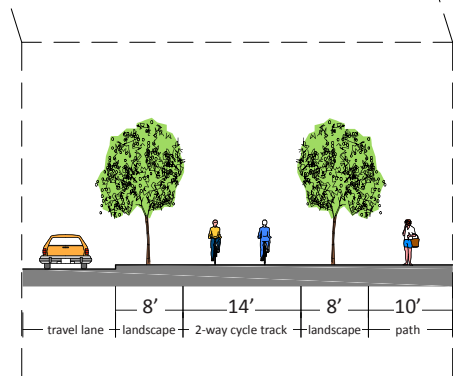 8’ 14’ 8’ 10’
travel lane landscape 2-way cycle track landscape path